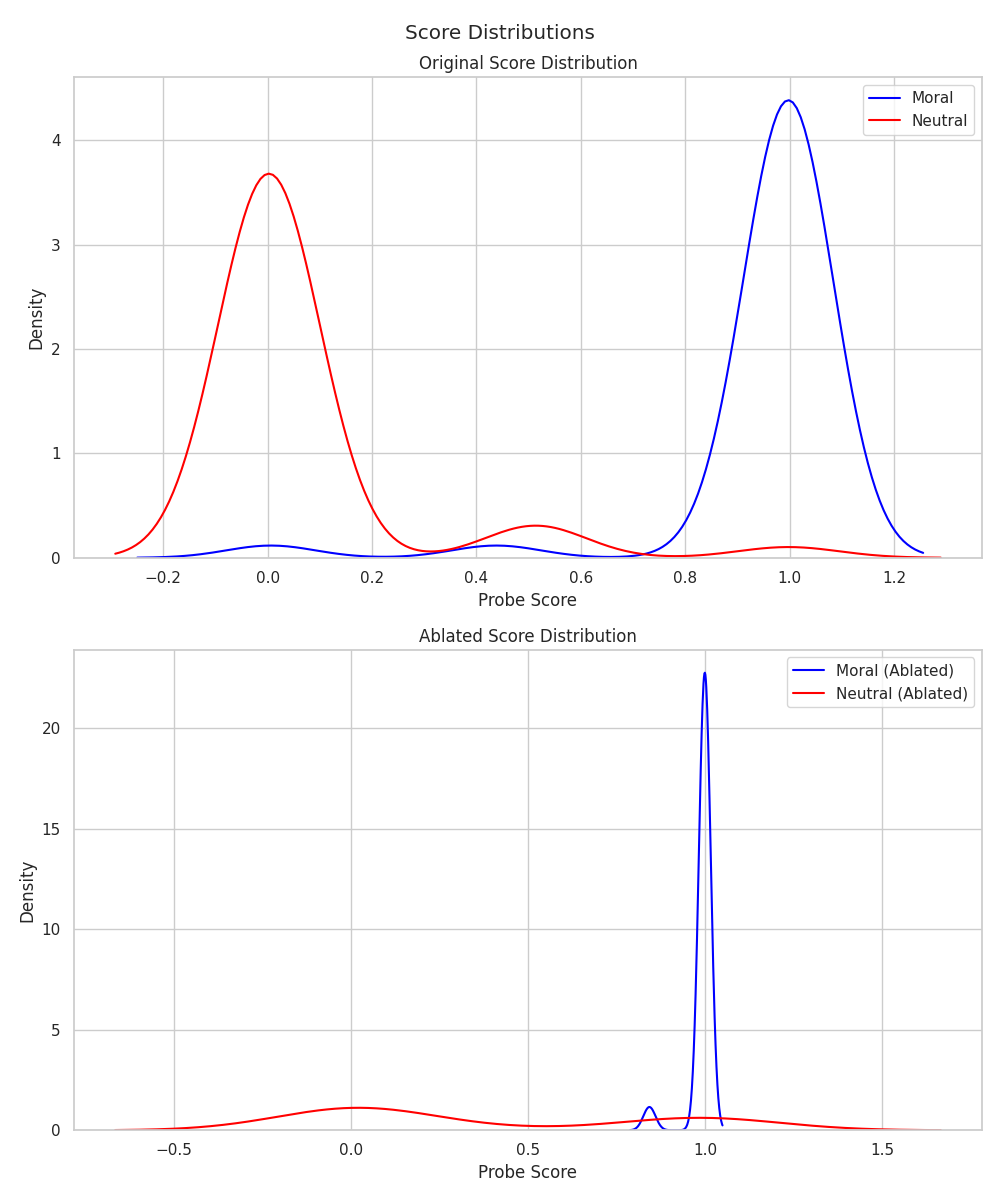 Score Distributions
Original Score Distribution
Moral
Neutral
4
3
2
1
0
Density
−0.2
0.0
0.2
0.4
0.6
0.8
1.0
1.2
Probe Score
Ablated Score Distribution
Moral (Ablated)
Neutral (Ablated)
20
15
10
5
0
Density
−0.5
0.0
0.5
1.0
1.5
Probe Score